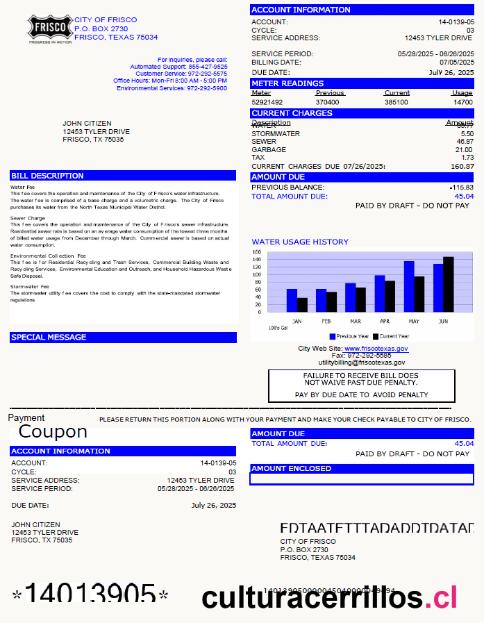 FRISCO
PROGRESS IN MOTION
CITY OF FRISCO
P.O. BOX 2730
FRISCO, TEXAS 75034
For inquiries, please call:
Automated Support: 855-427-9626
Customer Service: 972-292-5575
Office Hours: Mon-Fri 8:00 AM - 5:00 PM
Environmental Services: 972-292-5900
JOHN CITIZEN
12453 TYLER DRIVE
FRISCO, TX 75035
BILL DESCRIPTION
Water Fee
This fee covers the operation and maintenance of the City of Frisco's water infrastructure.
The water fee is comprised of a base charge and a volumetric charge. The City of Frisco
purchases its water from the North Texas Municipal Water District.
Sewer Charge
This fee covers the operations and maintenance of the City of Frisco's sewer infrastructure.
Residential sewer rate is based on an average water consumption of the lowest three months
of billed water usage from December through March. Commercial sewer is based on actual
water consumption.
Environmental Collection Fee
This fee is for Residential Recycling and Trash Services, Commercial Building Waste and
Recycling Services, Environmental Education and Outreach, and Household Hazardous Waste
Safe Disposal.
Stormwater Fee
The stormwater utility fee covers the cost to comply with the state-mandated stormwater
regulations
SPECIAL MESSAGE
ACCOUNT INFORMATION
ACCOUNT: 14-0139-05
CYCLE: 03
SERVICE ADDRESS: 12453 TYLER DRIVE
SERVICE PERIOD: 05/28/2025 - 06/26/2025
BILLING DATE: 07/05/2025
DUE DATE: July 26, 2025
METER READINGS
Meter Previous Current Usage
52921492 370400 385100 14700
CURRENT CHARGES
Description Amount
WATER
STORMWATER 5.50
SEWER 46.87
GARBAGE 21.00
TAX 1.73
CURRENT CHARGES DUE 07/26/2025: 160.87
AMOUNT DUE
PREVIOUS BALANCE: -115.83
TOTAL AMOUNT DUE: 45.04
PAY BY DRAFT - DO NOT PAY
WATER USAGE HISTORY
160
140
120
100
80
60
40
20
0
JAN FEB MAR APR MAY JUN
100's Gal
Previous Year Current Year
City Web Site: www.friscotexas.gov
Fax: 972-292-5585
utilitybilling@friscotexas.gov
FAILURE TO RECEIVE BILL DOES
NOT WAIVE PAST DUE PENALTY.
PAY BY DUE DATE TO AVOID PENALTY
Payment
Coupon
PLEASE RETURN THIS PORTION ALONG WITH YOUR PAYMENT AND MAKE YOUR CHECK PAYABLE TO CITY OF FRISCO.
ACCOUNT INFORMATION
ACCOUNT: 14-0139-05
CYCLE: 03
SERVICE ADDRESS: 12453 TYLER DRIVE
SERVICE PERIOD: 05/28/2025 - 06/26/2025
DUE DATE: July 26, 2025
JOHN CITIZEN
12453 TYLER DRIVE
FRISCO, TX 75035
AMOUNT DUE
TOTAL AMOUNT DUE: 45.04
PAY BY DRAFT - DO NOT PAY
AMOUNT ENCLOSED
FDTAATFTTTADADDTDATAT
CITY OF FRISCO
P.O. BOX 2730
FRISCO, TEXAS 75034
*14013905*
culturacerrillos.cl